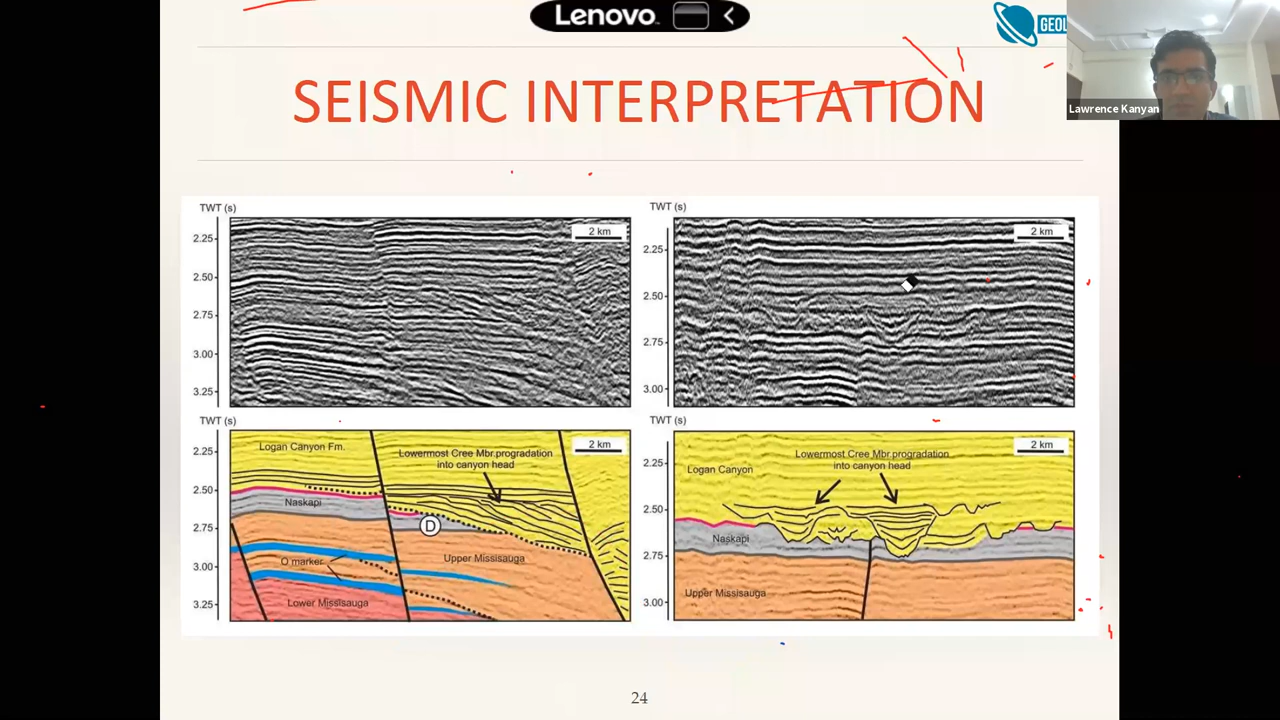 Lenovo
GEOL
Lawrence Kanyan
SEISMIC INTERPRETATION
TWT (s)
2 km
2.25
2.50
2.75
3.00
3.25
TWT (s)
2 km
2.25
2.50
2.75
3.00
TWT (s)
2 km
2.25
2.50
2.75
3.00
3.25
Logan Canyon Fm.
Lowermost Cree Mbr.progradation
into canyon head
Naskapi
D
O marker
Upper Missisauga
Lower Missisauga
TWT (s)
2 km
2.25
2.50
2.75
3.00
Lowermost Cree Mbr.progradation
into canyon head
Logan Canyon
Naskapi
Upper Missisauga
24